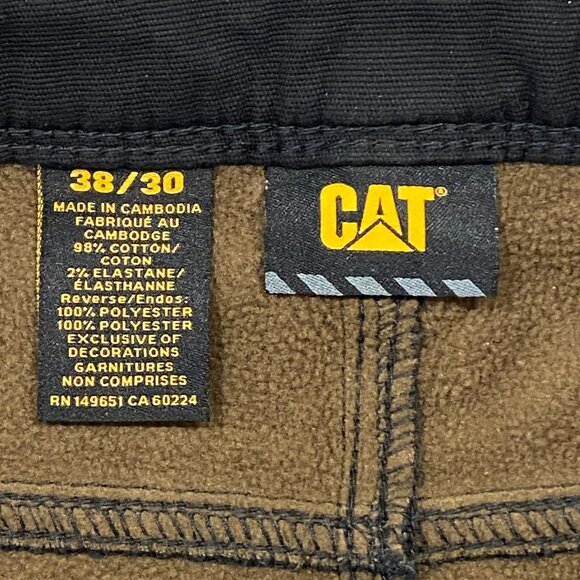 38/30
MADE IN CAMBODIA
FABRIQUÉ AU
CAMBODGE
98% COTTON/
COTON
2% ELASTANE/
ÉLASTHANNE
Reverse/Endos:
100% POLYESTER
100% POLYESTER
EXCLUSIVE OF
DECORATIONS
GARNITURES
NON COMPRISES
RN 149651 CA 60224
CAT®